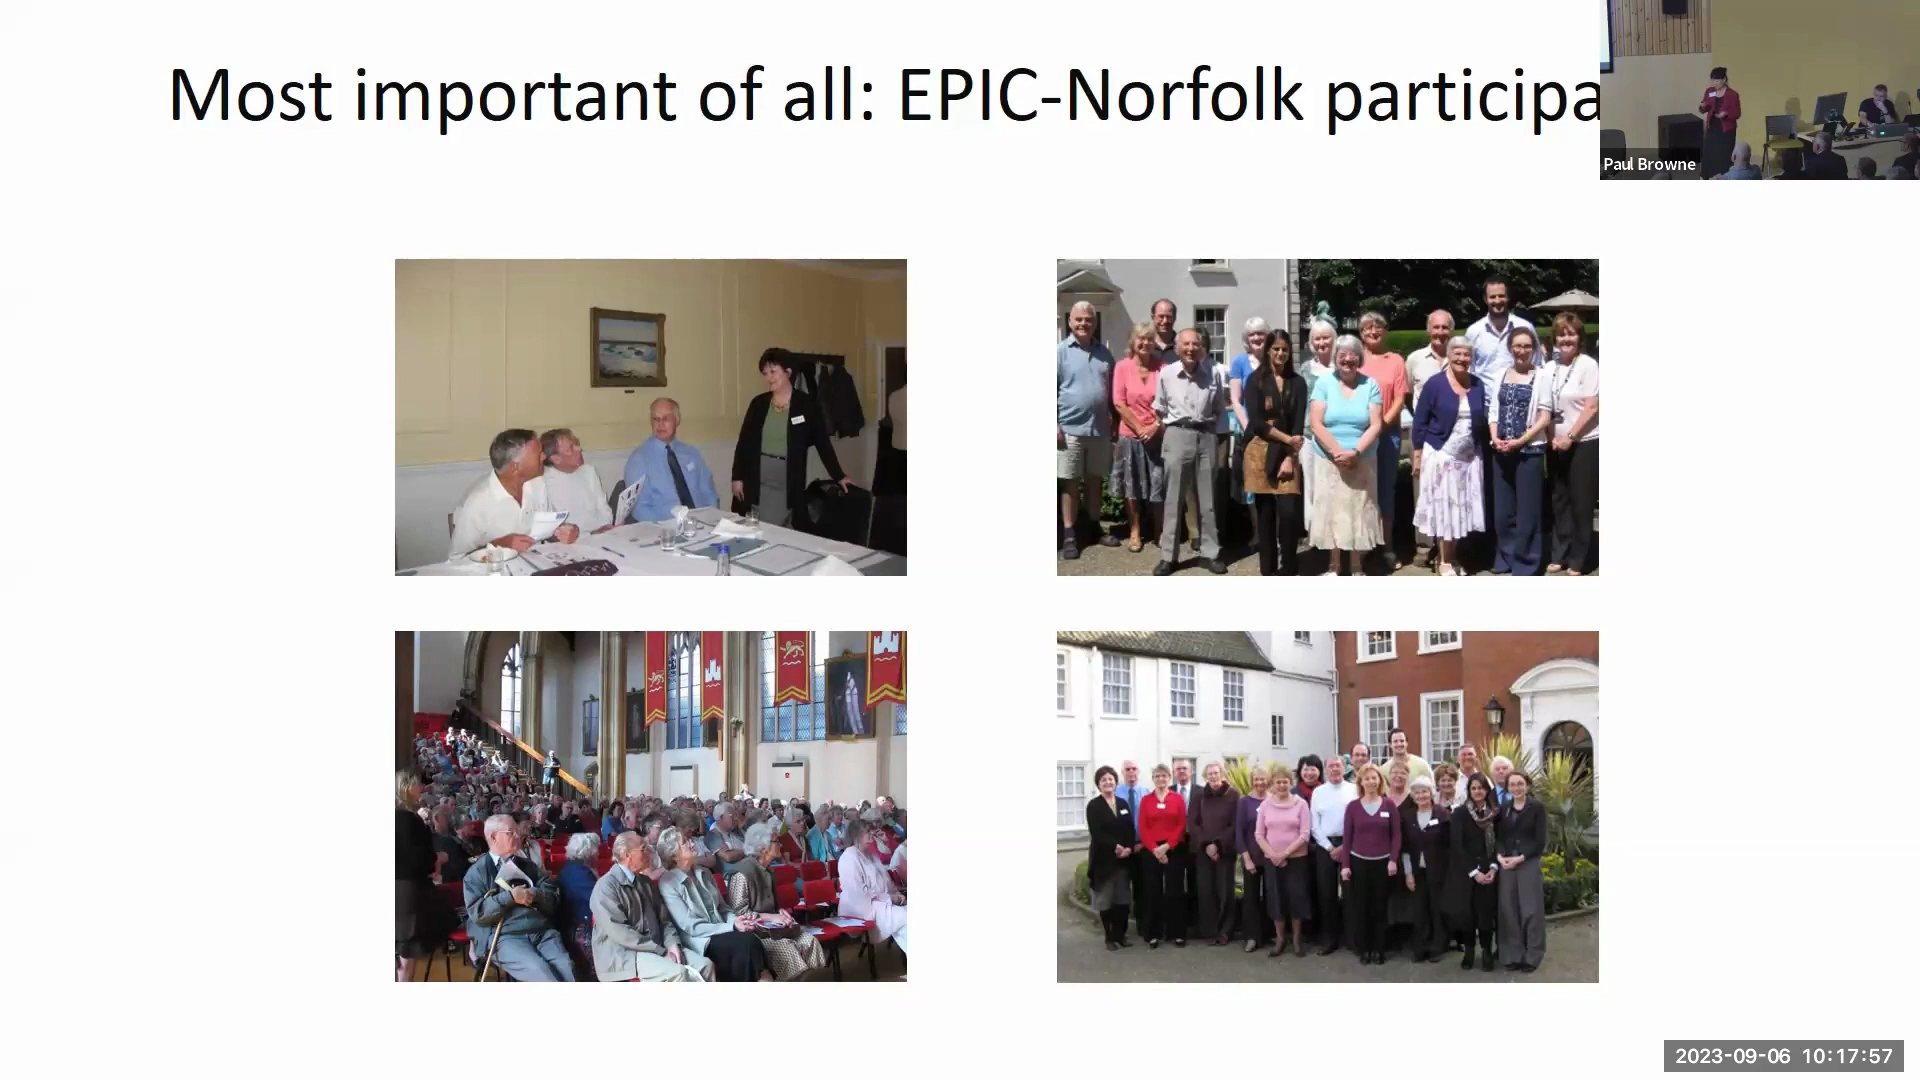 Most important of all: EPIC-Norfolk participa
Paul Browne
2023-09-06 10:17:57